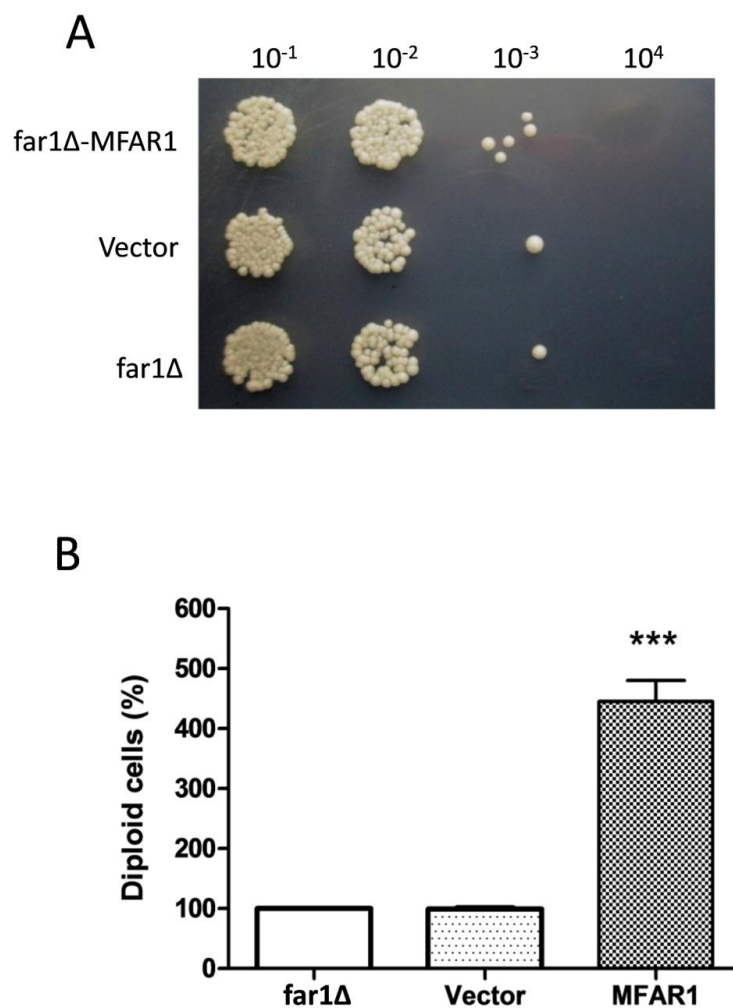 A
10⁻¹ 10⁻² 10⁻³ 10⁴
far1Δ-MFAR1
Vector
far1Δ
B
600
500
400
300
200
100
0
Diploid cells (%)
***
far1Δ Vector MFAR1